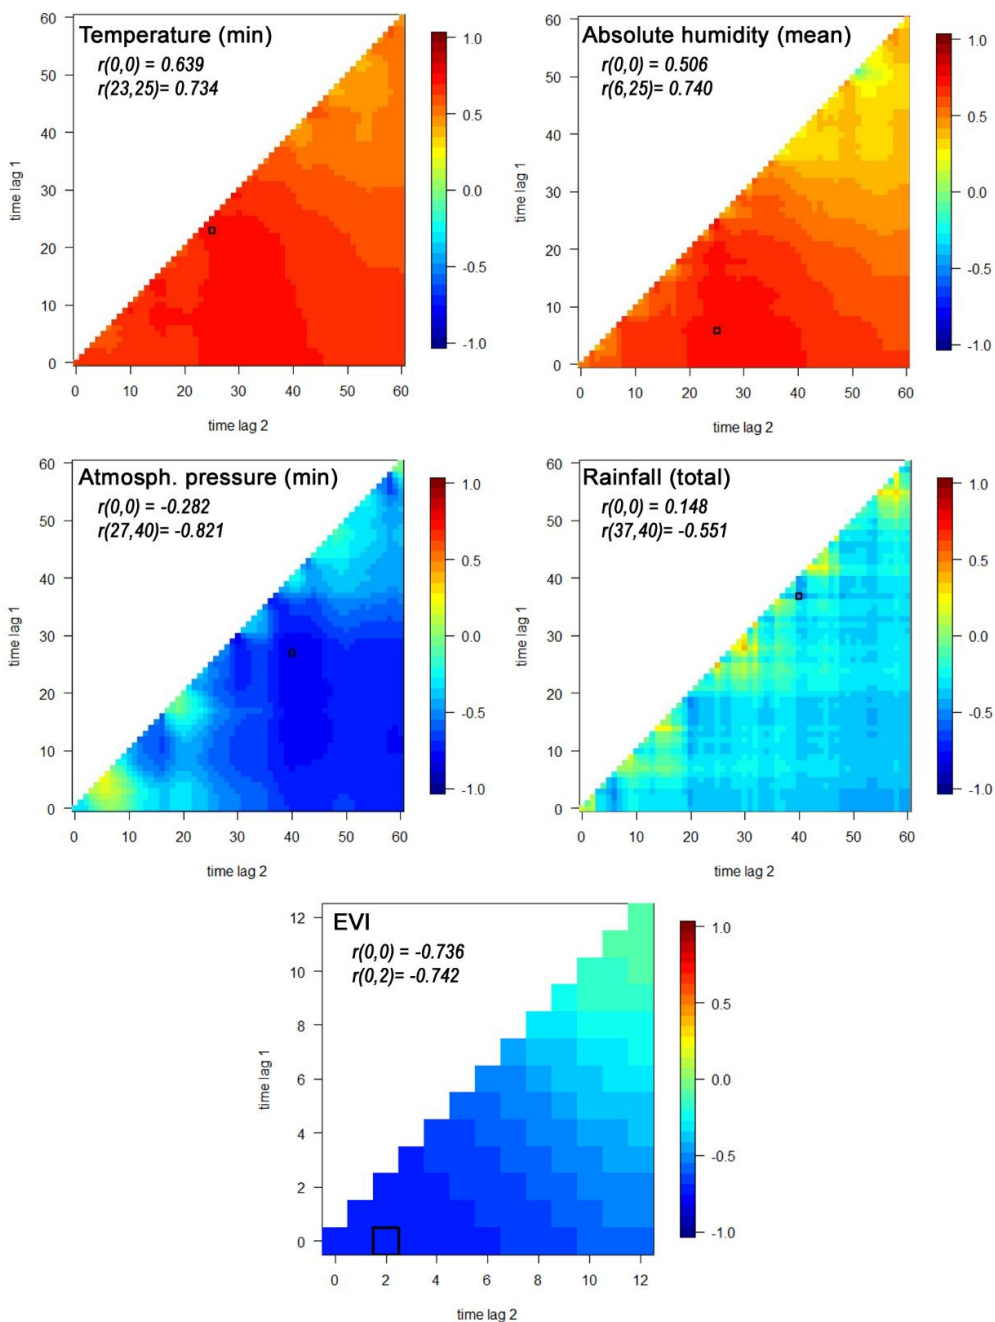 Temperature (min)
r(0,0) = 0.639
r(23,25)= 0.734
60
50
40
30
20
10
0
time lag 1
0 10 20 30 40 50 60
time lag 2
1.0
0.5
0.0
-0.5
-1.0
Absolute humidity (mean)
r(0,0) = 0.506
r(6,25)= 0.740
60
50
40
30
20
10
0
time lag 1
0 10 20 30 40 50 60
time lag 2
1.0
0.5
0.0
-0.5
-1.0
Atmosph. pressure (min)
r(0,0) = -0.282
r(27,40)= -0.821
60
50
40
30
20
10
0
time lag 1
0 10 20 30 40 50 60
time lag 2
1.0
0.5
0.0
-0.5
-1.0
Rainfall (total)
r(0,0) = 0.148
r(37,40)= -0.551
60
50
40
30
20
10
0
time lag 1
0 10 20 30 40 50 60
time lag 2
1.0
0.5
0.0
-0.5
-1.0
EVI
r(0,0) = -0.736
r(0,2)= -0.742
12
10
8
6
4
2
0
time lag 1
0 2 4 6 8 10 12
time lag 2
1.0
0.5
0.0
-0.5
-1.0